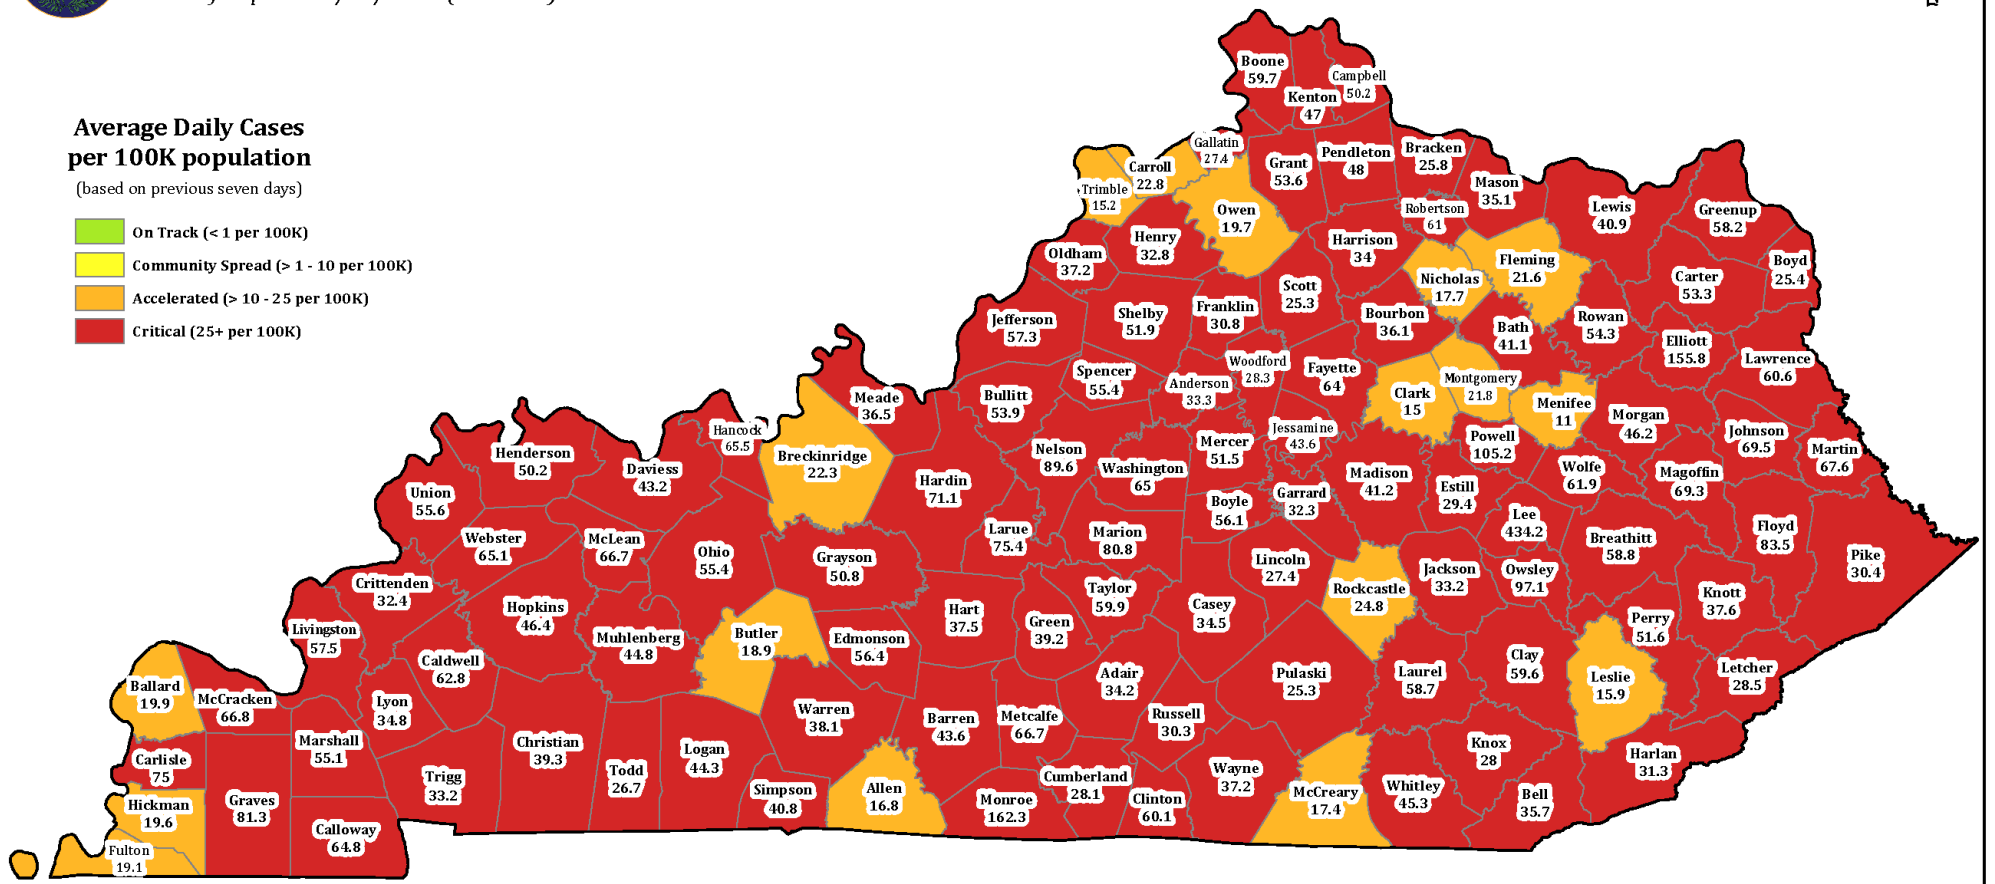 Average Daily Cases
per 100K population
(based on previous seven days)
On Track (< 1 per 100K)
Community Spread (> 1 - 10 per 100K)
Accelerated (> 10 - 25 per 100K)
Critical (25+ per 100K)
Boone
59.7
Campbell
50.2
Kenton
47
Gallatin
27.4
Carroll
22.8
Trimble
15.2
Grant
53.6
Pendleton
48
Bracken
25.8
Mason
35.1
Robertson
61
Lewis
40.9
Greenup
58.2
Owen
19.7
Henry
32.8
Oldham
37.2
Harrison
34
Nicholas
17.7
Fleming
21.6
Carter
53.3
Boyd
25.4
Scott
25.3
Franklin
30.8
Shelby
51.9
Jefferson
57.3
Bourbon
36.1
Bath
41.1
Rowan
54.3
Elliott
155.8
Lawrence
60.6
Woodford
28.3
Fayette
64
Spencer
55.4
Anderson
33.3
Clark
15
Montgomery
21.8
Menifee
11
Morgan
46.2
Johnson
69.5
Martin
67.6
Meade
36.5
Bullitt
53.9
Hancock
65.5
Breckinridge
22.3
Jessamine
43.6
Mercer
51.5
Nelson
89.6
Washington
65
Powell
105.2
Wolfe
61.9
Magoffin
69.3
Henderson
50.2
Daviess
43.2
Hardin
71.1
Madison
41.2
Estill
29.4
Garrard
32.3
Boyle
56.1
Union
55.6
Lee
434.2
Floyd
83.5
Breathitt
58.8
Pike
30.4
Webster
65.1
McLean
66.7
Ohio
55.4
Grayson
50.8
Larue
75.4
Marion
80.8
Lincoln
27.4
Rockcastle
24.8
Jackson
33.2
Owsley
97.1
Crittenden
32.4
Hopkins
46.4
Taylor
59.9
Casey
34.5
Knott
37.6
Perry
51.6
Livingston
57.5
Muhlenberg
44.8
Butler
18.9
Edmonson
56.4
Hart
37.5
Green
39.2
Caldwell
62.8
Adair
34.2
Pulaski
25.3
Laurel
58.7
Clay
59.6
Leslie
15.9
Letcher
28.5
Ballard
19.9
McCracken
66.8
Lyon
34.8
Warren
38.1
Barren
43.6
Metcalfe
66.7
Russell
30.3
Marshall
55.1
Christian
39.3
Logan
44.3
Knox
28
Harlan
31.3
Carlisle
75
Trigg
33.2
Todd
26.7
Simpson
40.8
Allen
16.8
Monroe
162.3
Cumberland
28.1
Clinton
60.1
Wayne
37.2
McCreary
17.4
Whitley
45.3
Bell
35.7
Hickman
19.6
Graves
81.3
Calloway
64.8
Fulton
19.1